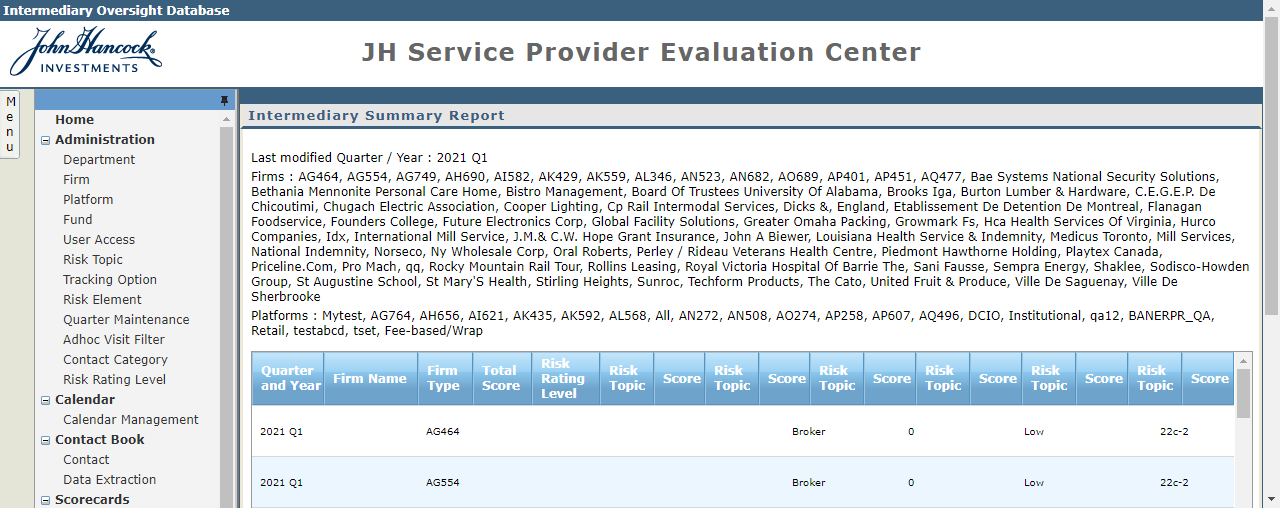 Intermediary Oversight Database
John Hancock
INVESTMENTS
JH Service Provider Evaluation Center
Menu
Home
Administration
Department
Firm
Platform
Fund
User Access
Risk Topic
Tracking Option
Risk Element
Quarter Maintenance
Adhoc Visit Filter
Contact Category
Risk Rating Level
Calendar
Calendar Management
Contact Book
Contact
Data Extraction
Scorecards
Intermediary Summary Report
Last modified Quarter / Year : 2021 Q1
Firms : AG464, AG554, AG749, AH690, AI582, AK429, AK559, AL346, AN523, AN682, AO689, AP401, AP451, AQ477, Bae Systems National Security Solutions,
Bethania Mennonite Personal Care Home, Bistro Management, Board Of Trustees University Of Alabama, Brooks Iga, Burton Lumber & Hardware, C.E.G.E.P. De
Chicoutimi, Chugach Electric Association, Cooper Lighting, Cp Rail Intermodal Services, Dicks &, England, Etablissement De Detention De Montreal, Flanagan
Foodservice, Founders College, Future Electronics Corp, Global Facility Solutions, Greater Omaha Packing, Growmark Fs, Hca Health Services Of Virginia, Hurco
Companies, Idx, International Mill Service, J.M.& C.W. Hope Grant Insurance, John A Biewer, Louisiana Health Service & Indemnity, Medicus Toronto, Mill Services,
National Indemnity, Norseco, Ny Wholesale Corp, Oral Roberts, Perley / Rideau Veterans Health Centre, Piedmont Hawthorne Holding, Playtex Canada,
Priceline.Com, Pro Mach, qq, Rocky Mountain Rail Tour, Rollins Leasing, Royal Victoria Hospital Of Barrie The, Sani Fausse, Sempra Energy, Shaklee, Sodisco-Howden
Group, St Augustine School, St Mary'S Health, Stirling Heights, Sunroc, Techform Products, The Cato, United Fruit & Produce, Ville De Saguenay, Ville De
Sherbrooke
Platforms : Mytest, AG764, AH656, AI621, AK435, AK592, AL568, All, AN272, AN508, AO274, AP258, AP607, AQ496, DCIO, Institutional, qa12, BANERPR_QA,
Retail, testabcd, tset, Fee-based/Wrap
Quarter and Year Firm Name Firm Type Total Score Risk Rating Level Risk Topic Score Risk Topic Score Risk Topic Score Risk Topic Score Risk Topic Score Risk Topic Score
2021 Q1 AG464 Broker 0 Low 22c-2
2021 Q1 AG554 Broker 0 Low 22c-2